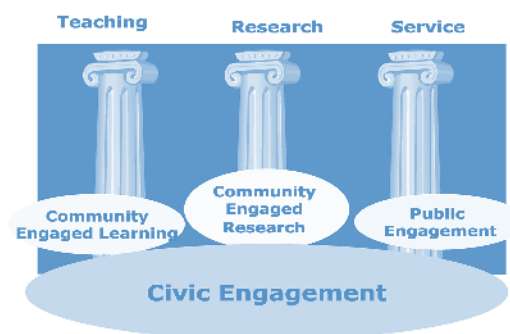 Teaching
Research
Service
Community
Engaged Learning
Community
Engaged
Research
Public
Engagement
Civic Engagement